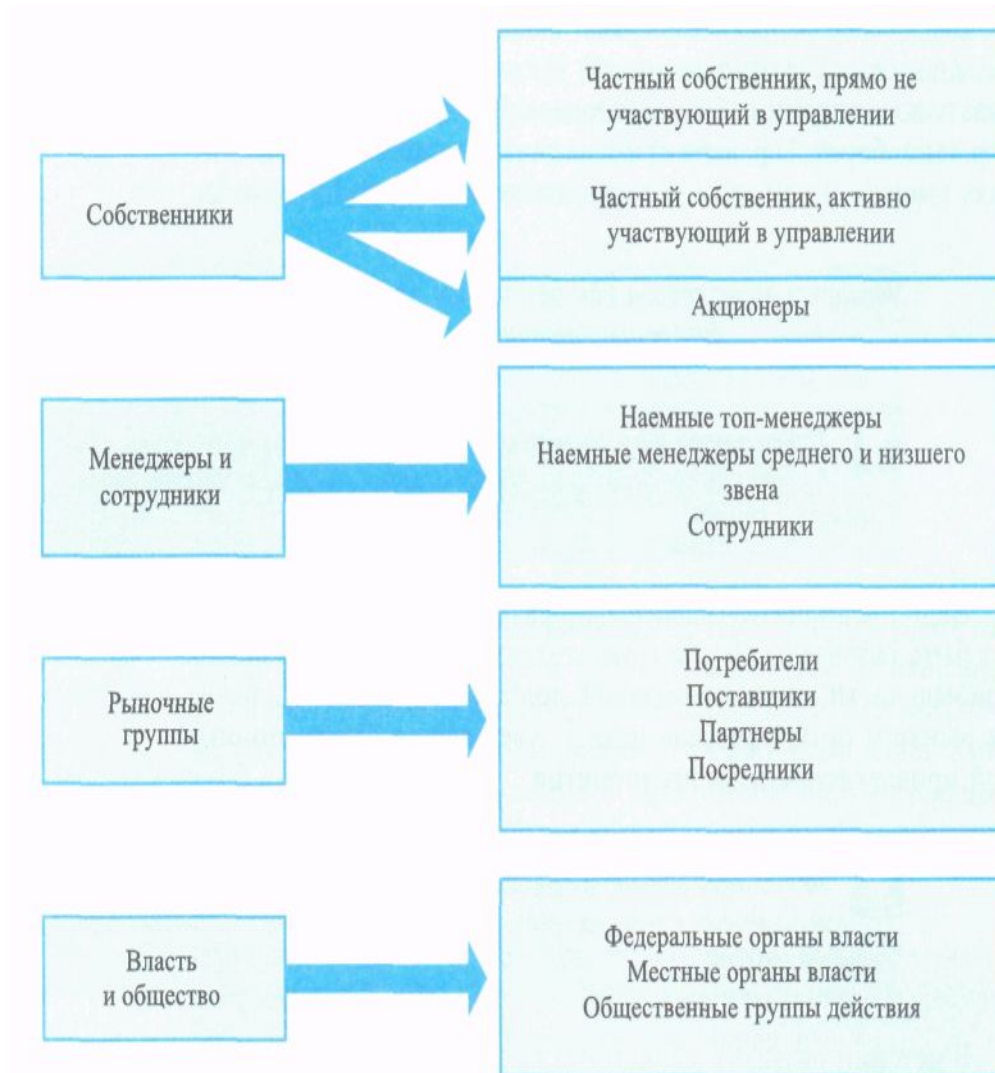 Собственники
Частный собственник, прямо не
участвующий в управлении
Частный собственник, активно
участвующий в управлении
Акционеры
Менеджеры и
сотрудники
Наемные топ-менеджеры
Наемные менеджеры среднего и низшего
звена
Сотрудники
Рыночные
группы
Потребители
Поставщики
Партнеры
Посредники
Власть
и общество
Федеральные органы власти
Местные органы власти
Общественные группы действия